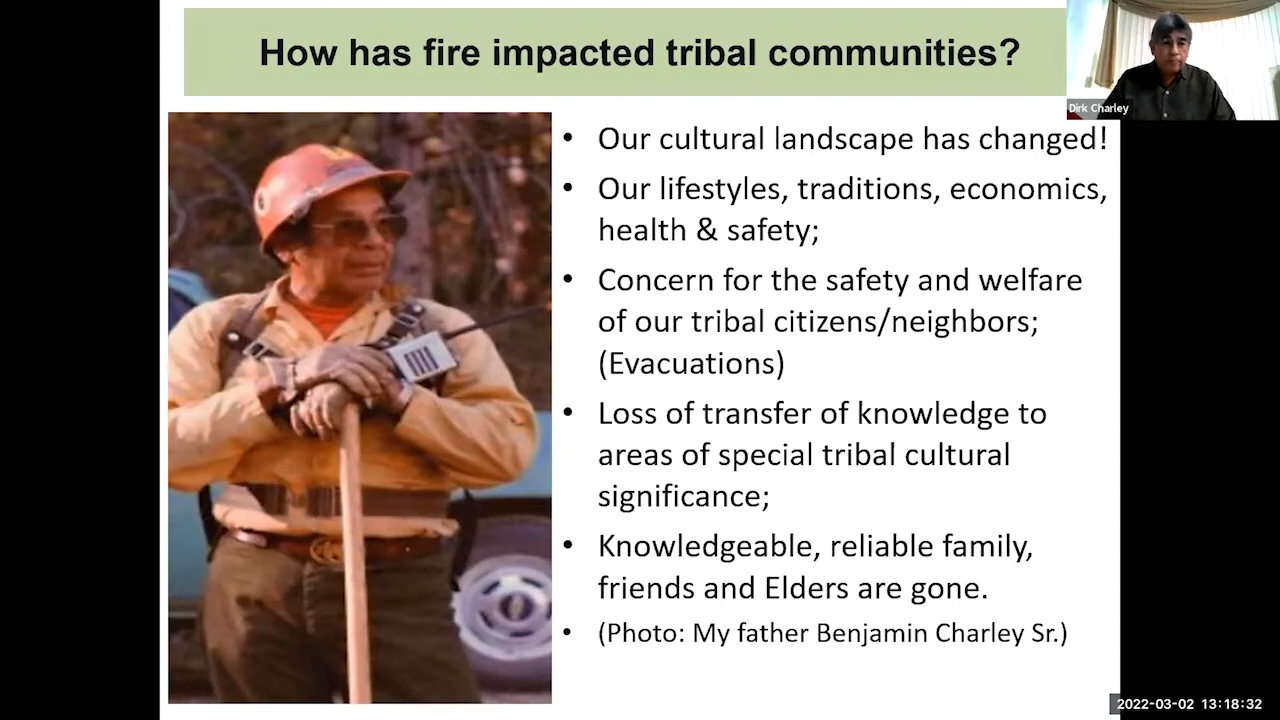 How has fire impacted tribal communities?
Dirk Charley
• Our cultural landscape has changed!
• Our lifestyles, traditions, economics,
health & safety;
• Concern for the safety and welfare
of our tribal citizens/neighbors;
(Evacuations)
• Loss of transfer of knowledge to
areas of special tribal cultural
significance;
• Knowledgeable, reliable family,
friends and Elders are gone.
• (Photo: My father Benjamin Charley Sr.)
2022-03-02 13:18:32